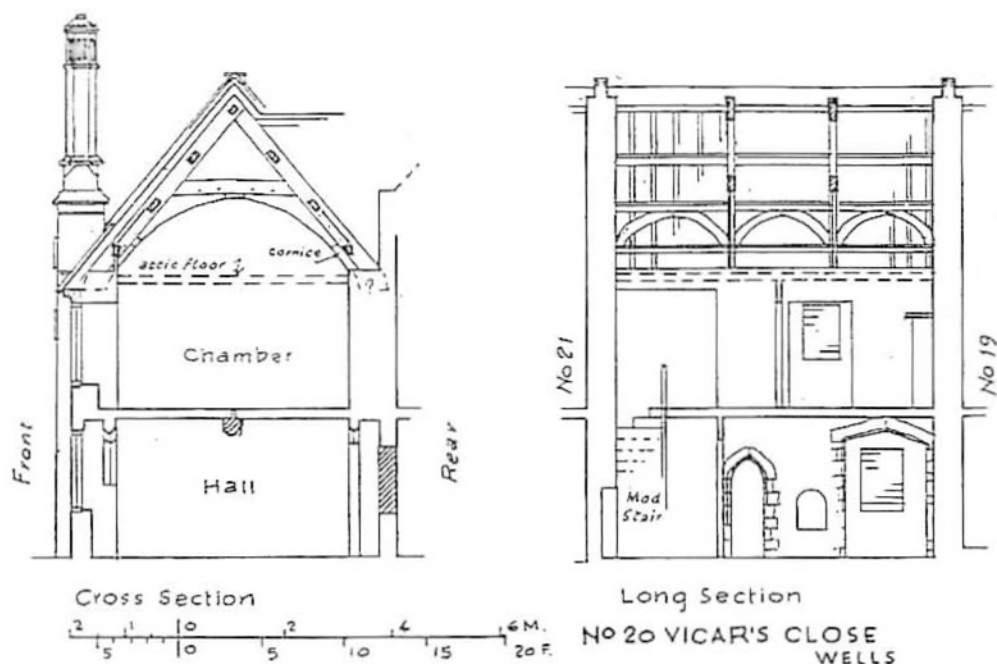 attic floor ?
cornice
Chamber
Hall
Front
Rear
No 21
No 19
Mod
Stair
Cross Section
Long Section
2 1 0 2 4 6 M.
5 0 5 10 15 20 F.
No 20 VICAR'S CLOSE
WELLS